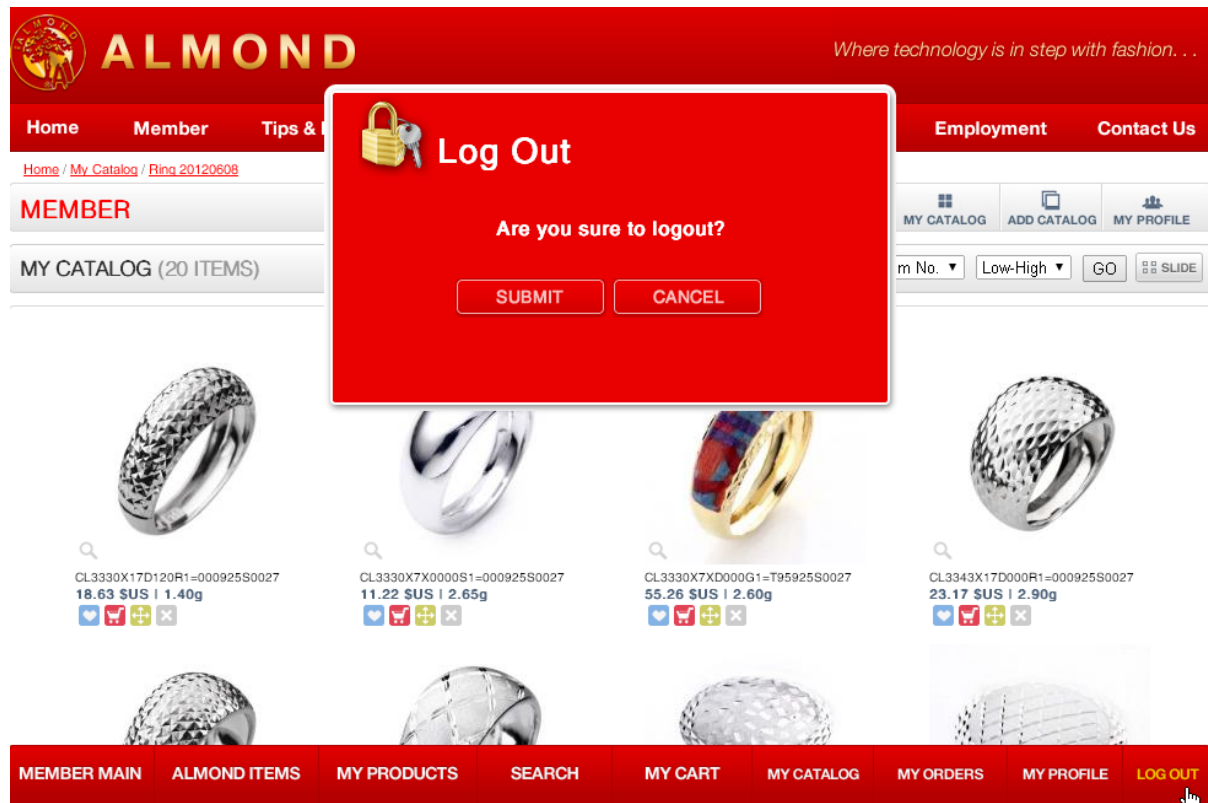 ALMOND
ALMOND
Where technology is in step with fashion. . .
Home Member Tips & Employment Contact Us
Home / My Catalog / Ring 20120608
Log Out
Are you sure to logout?
SUBMIT CANCEL
MEMBER
MY CATALOG ADD CATALOG MY PROFILE
MY CATALOG (20 ITEMS)
m No. Low-High GO SLIDE
CL3330X17D120R1=000925S0027 CL3330X7X0000S1=000925S0027 CL3330X7XD000G1=T95925S0027 CL3343X17D000R1=000925S0027
18.63 $US | 1.40g 11.22 $US | 2.65g 55.26 $US | 2.60g 23.17 $US | 2.90g
MEMBER MAIN ALMOND ITEMS MY PRODUCTS SEARCH MY CART MY CATALOG MY ORDERS MY PROFILE LOG OUT